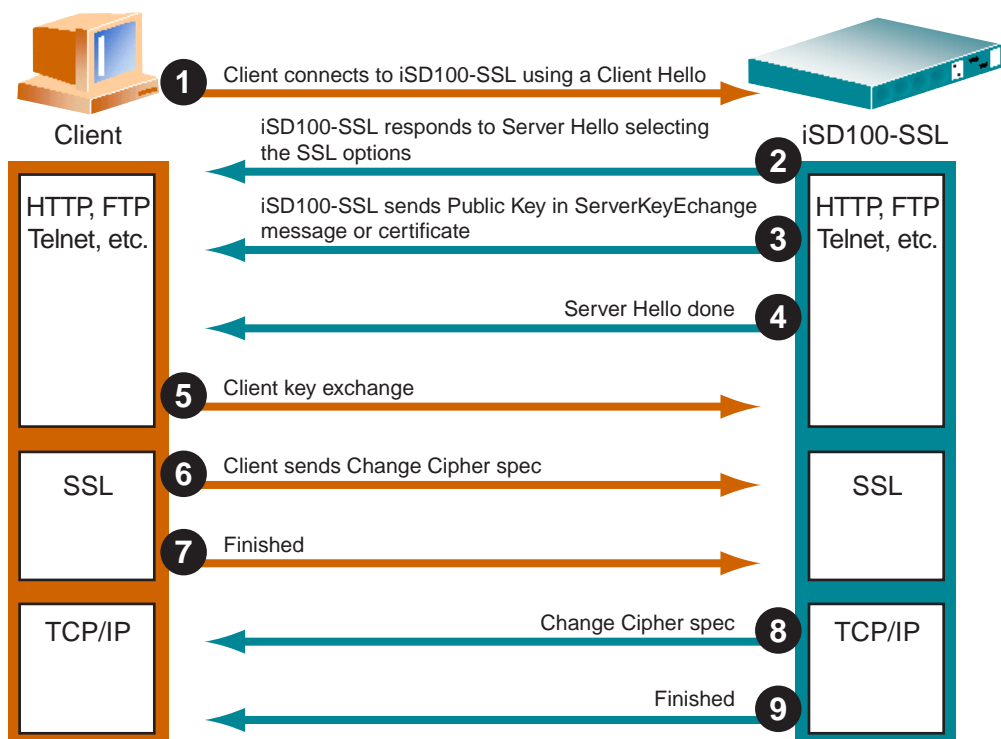 1 Client connects to iSD100-SSL using a Client Hello
Client
iSD100-SSL
iSD100-SSL responds to Server Hello selecting
the SSL options
2
HTTP, FTP
Telnet, etc.
HTTP, FTP
Telnet, etc.
iSD100-SSL sends Public Key in ServerKeyEchange
message or certificate
3
Server Hello done 4
5 Client key exchange
6 Client sends Change Cipher spec
SSL
SSL
7 Finished
Change Cipher spec 8
TCP/IP
TCP/IP
Finished 9